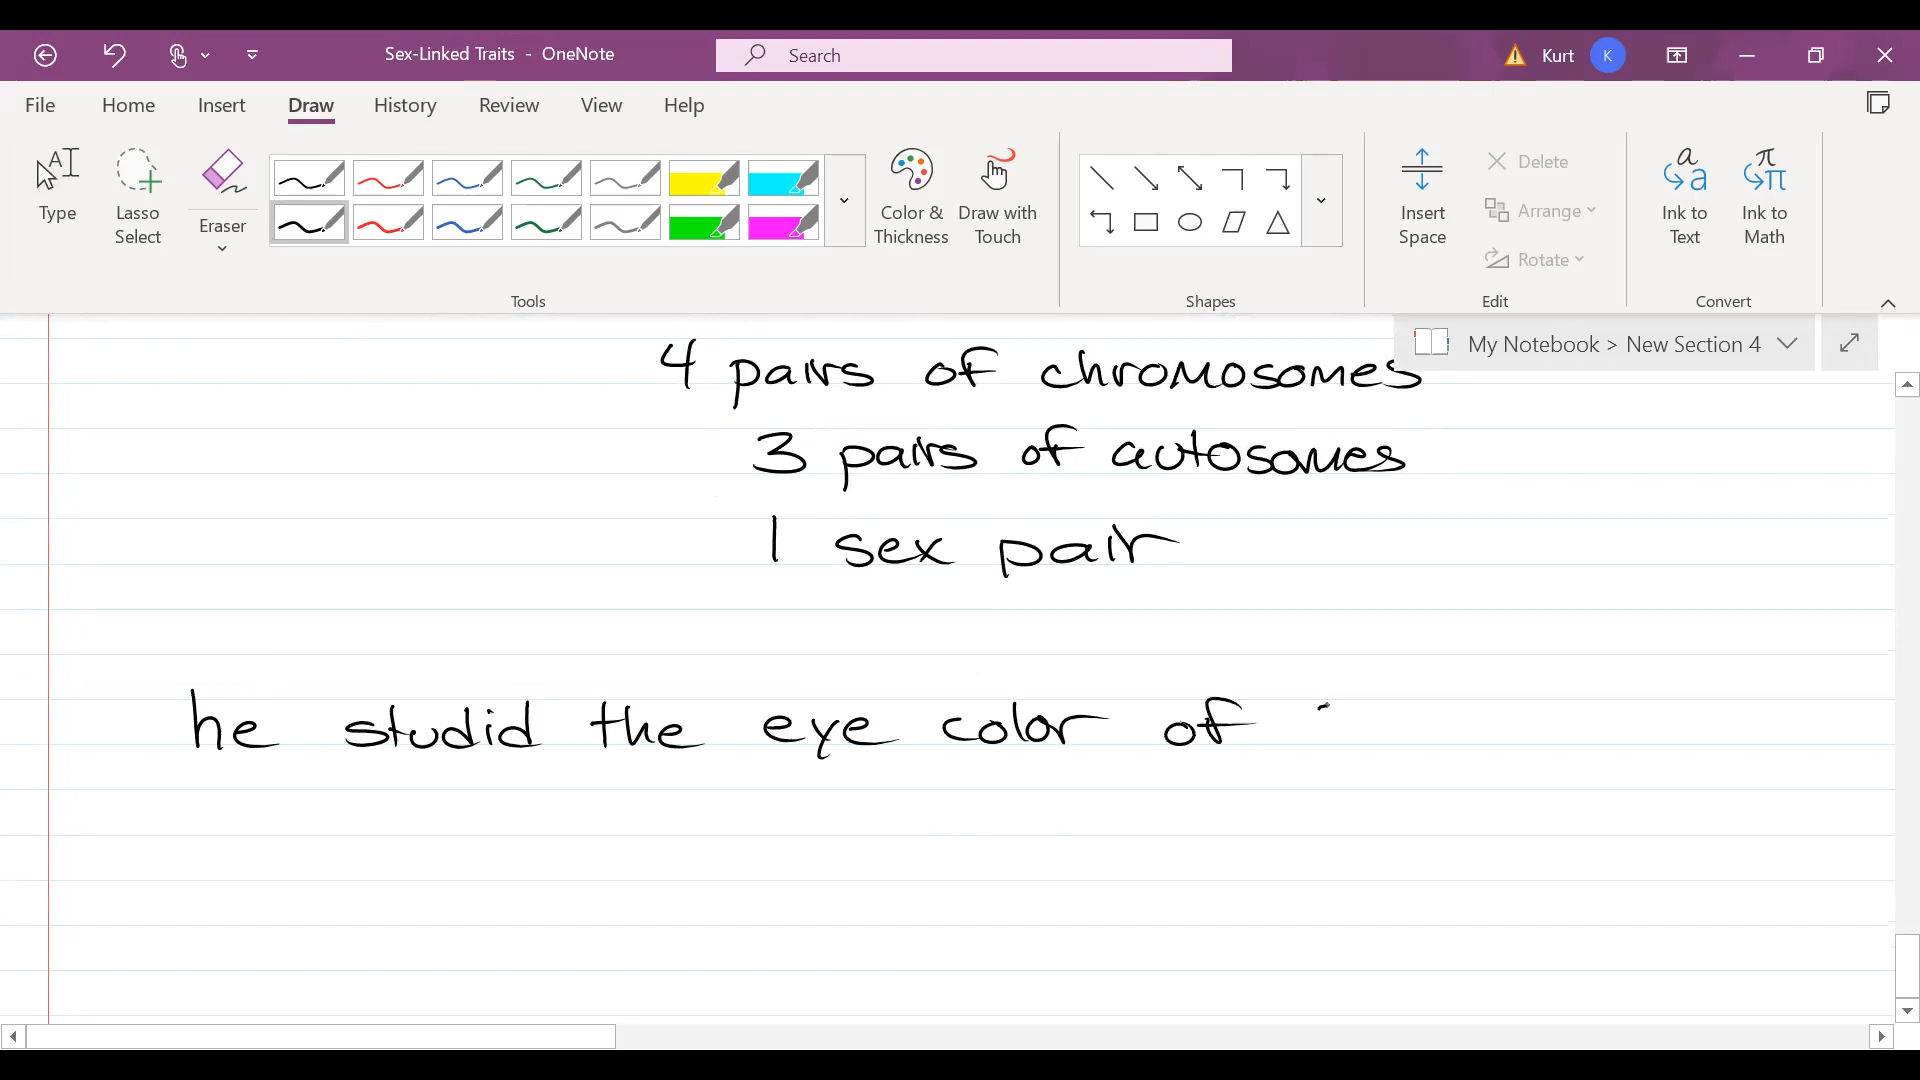 Sex-Linked Traits - OneNote
Search
Kurt
K
File Home Insert Draw History Review View Help
Type
Lasso Select
Eraser
Color & Thickness
Draw with Touch
Insert Space
Delete
Arrange
Rotate
Ink to Text
Ink to Math
Tools
Shapes
Edit
Convert
My Notebook > New Section 4
4 pairs of chromosomes
3 pairs of autosomes
1 sex pair
he studid the eye color of